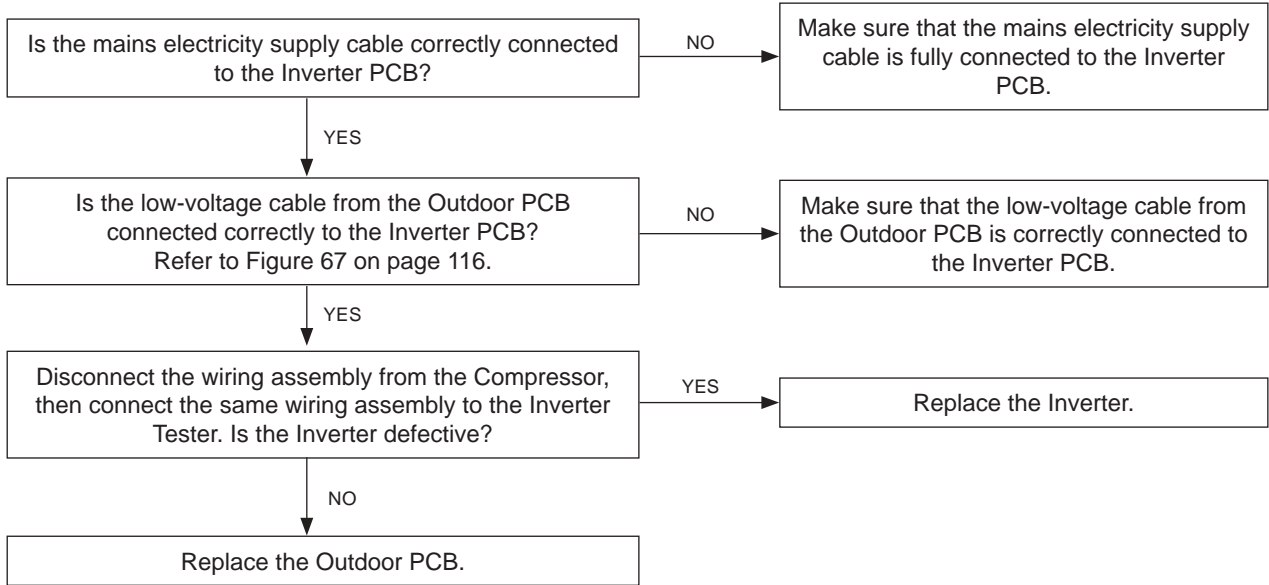 Is the mains electricity supply cable correctly connected
to the Inverter PCB?
NO
Make sure that the mains electricity supply
cable is fully connected to the Inverter
PCB.
YES
Is the low-voltage cable from the Outdoor PCB
connected correctly to the Inverter PCB?
Refer to Figure 67 on page 116.
NO
Make sure that the low-voltage cable from
the Outdoor PCB is correctly connected to
the Inverter PCB.
YES
Disconnect the wiring assembly from the Compressor,
then connect the same wiring assembly to the Inverter
Tester. Is the Inverter defective?
YES
Replace the Inverter.
NO
Replace the Outdoor PCB.